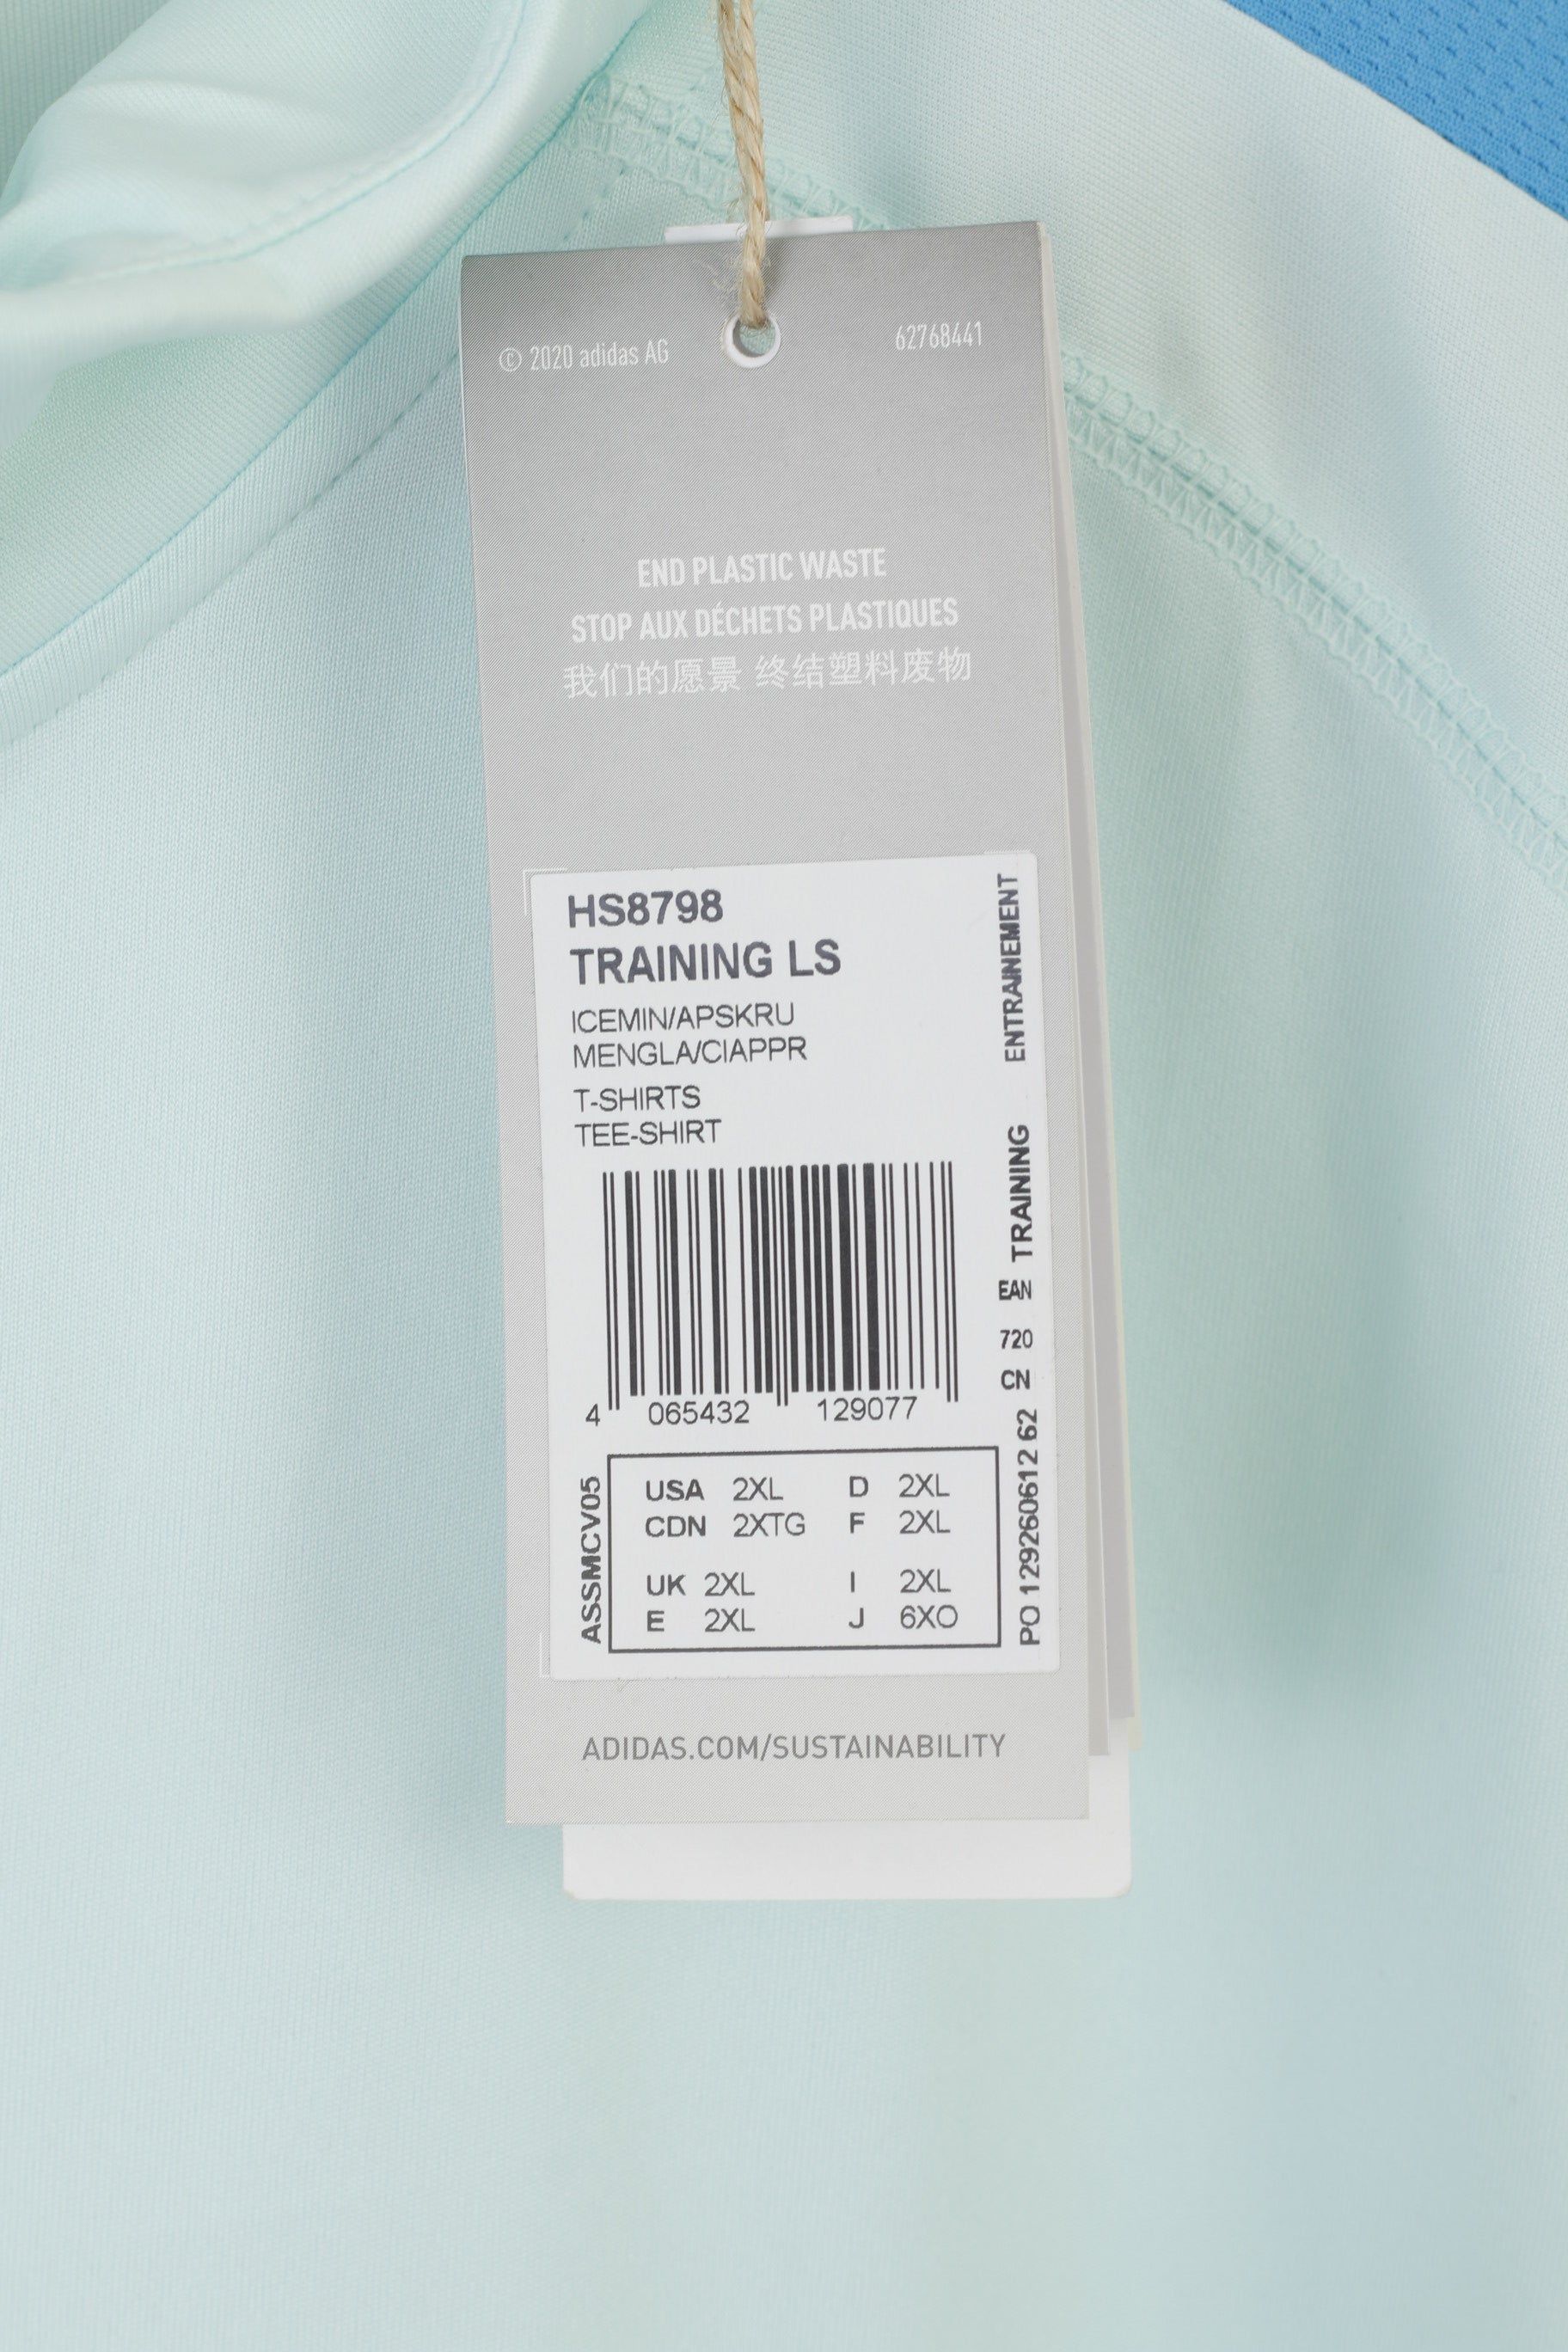 © 2020 adidas AG
62768441
END PLASTIC WASTE
STOP AUX DÉCHETS PLASTIQUES
我们的愿景 终结塑料废物
HS8798
TRAINING LS
ICEMIN/APSKRU
MENGLA/CIAPPR
T-SHIRTS
TEE-SHIRT
ENTRAINEMENT
TRAINING
EAN
720
CN
PO 129260612 62
4 065432 129077
ASSMCV05
USA 2XL D 2XL
CDN 2XTG F 2XL
UK 2XL I 2XL
E 2XL J 6XO
ADIDAS.COM/SUSTAINABILITY